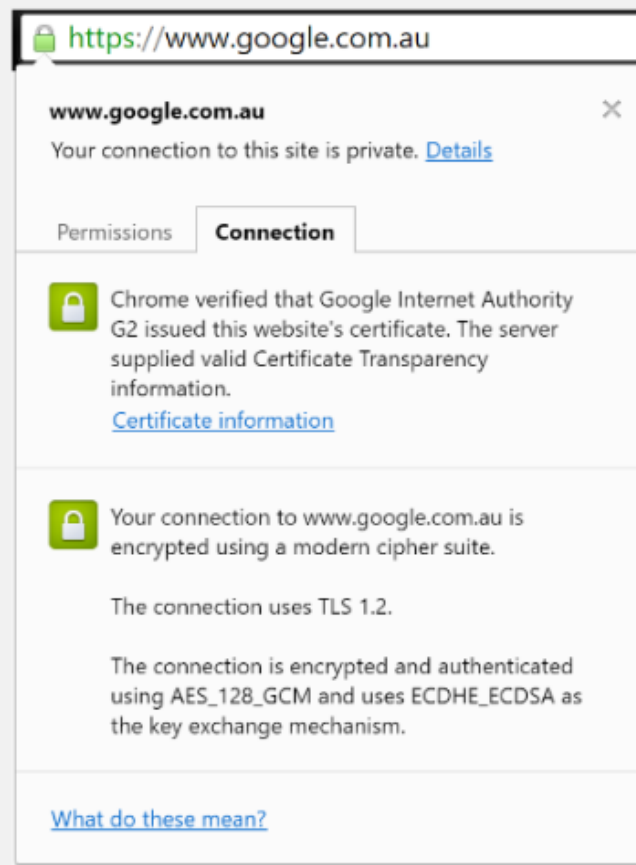 https://www.google.com.au
www.google.com.au
Your connection to this site is private. Details
Permissions Connection
Chrome verified that Google Internet Authority
G2 issued this website's certificate. The server
supplied valid Certificate Transparency
information.
Certificate information
Your connection to www.google.com.au is
encrypted using a modern cipher suite.
The connection uses TLS 1.2.
The connection is encrypted and authenticated
using AES_128_GCM and uses ECDHE_ECDSA as
the key exchange mechanism.
What do these mean?